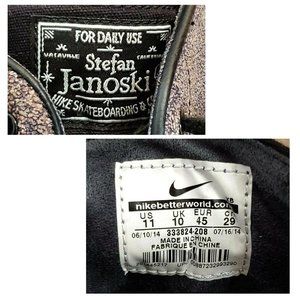 FOR DAILY USE
Stefan
Janoski
NIKE SKATEBOARDING &
nikebetterworld.com
US UK EUR CE
11 10 45 29
06/10/14 333824-208 07/16/14
MADE IN CHINA
FABRIQUE EN CHINE